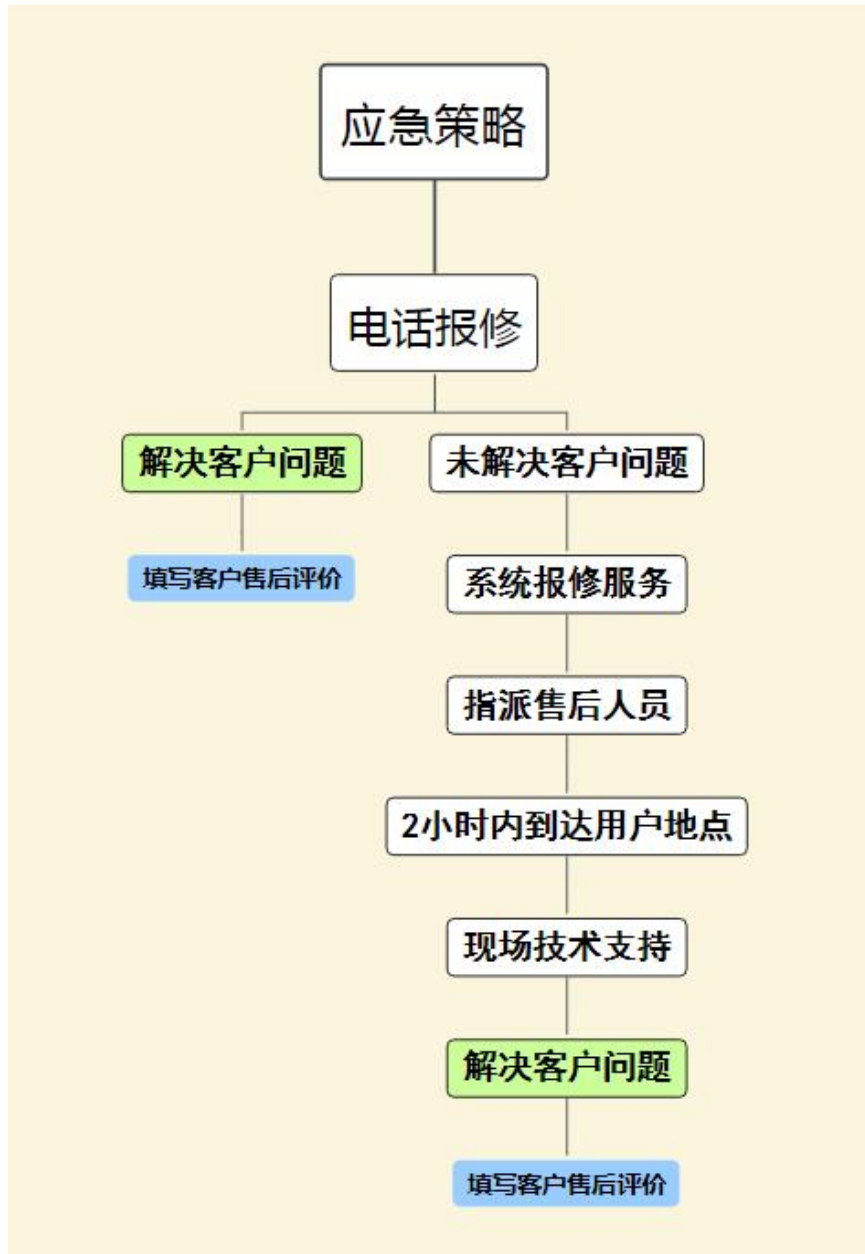 应急策略
电话报修
解决客户问题
未解决客户问题
填写客户售后评价
系统报修服务
指派售后人员
2小时内到达用户地点
现场技术支持
解决客户问题
填写客户售后评价